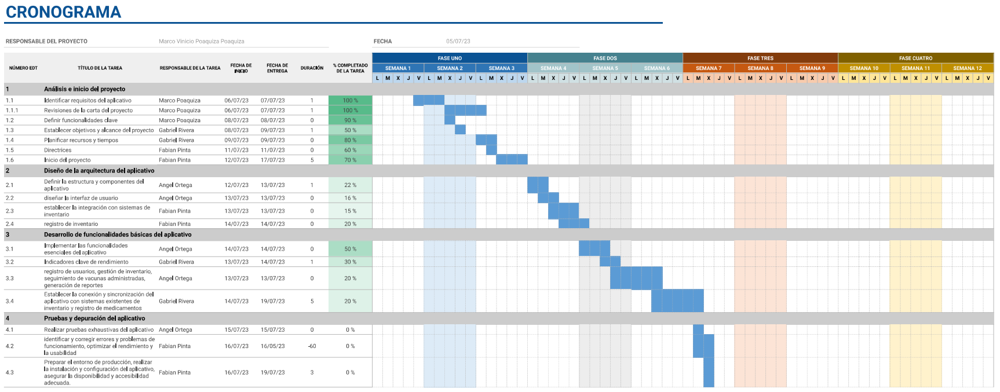 CRONOGRAMA
RESPONSABLE DEL PROYECTO Marco Vinicio Poaquiza Poaquiza FECHA 05/07/23
NÚMERO EDT TÍTULO DE LA TAREA RESPONSABLE DE LA TAREA FECHA DE INICIO FECHA DE ENTREGA DURACIÓN % COMPLETADO DE LA TAREA
FASE UNO FASE DOS FASE TRES FASE CUATRO
SEMANA 1 SEMANA 2 SEMANA 3 SEMANA 4 SEMANA 5 SEMANA 6 SEMANA 7 SEMANA 8 SEMANA 9 SEMANA 10 SEMANA 11 SEMANA 12
L M X J V L M X J V L M X J V L M X J V L M X J V L M X J V L M X J V L M X J V L M X J V L M X J V L M X J V L M X J V
1 Análisis e inicio del proyecto
1.1 Identificar requisitos del aplicativo Marco Poaquiza 06/07/23 07/07/23 1 100 %
1.1.1 Revisiones de la carta del proyecto Marco Poaquiza 06/07/23 07/07/23 1 100 %
1.2 Definir funcionalidades clave Marco Poaquiza 08/07/23 08/07/23 0 90 %
1.3 Establecer objetivos y alcance del proyecto Gabriel Rivera 08/07/23 09/07/23 1 50 %
1.4 Planificar recursos y tiempos Gabriel Rivera 09/07/23 09/07/23 0 80 %
1.5 Directrices Fabian Pinta 11/07/23 11/07/23 0 60 %
1.6 Inicio del proyecto Fabian Pinta 12/07/23 17/07/23 5 70 %
2 Diseño de la arquitectura del aplicativo
2.1 Definir la estructura y componentes del
aplicativo Angel Ortega 12/07/23 13/07/23 1 22 %
2.2 diseñar la interfaz de usuario Angel Ortega 13/07/23 13/07/23 0 16 %
2.3 establecer la integración con sistemas de
inventario Fabian Pinta 13/07/23 13/07/23 0 15 %
2.4 registro de inventario Fabian Pinta 14/07/23 14/07/23 0 20 %
3 Desarrollo de funcionalidades básicas del aplicativo
3.1 Implementar las funcionalidades
esenciales del aplicativo Angel Ortega 14/07/23 14/07/23 0 50 %
3.2 Indicadores clave de rendimiento Gabriel Rivera 13/07/23 14/07/23 1 30 %
3.3 registro de usuarios, gestión de inventario,
seguimiento de vacunas administradas,
generación de reportes Angel Ortega 13/07/23 13/07/23 0 20 %
3.4 Establecer la conexión y sincronización del
aplicativo con sistemas existentes de
inventario y registro de medicamentos Gabriel Rivera 14/07/23 19/07/23 5 20 %
4 Pruebas y depuración del aplicativo
4.1 Realizar pruebas exhaustivas del aplicativo Angel Ortega 15/07/23 15/07/23 0 0 %
4.2 identificar y corregir errores y problemas de
funcionamiento, optimizar el rendimiento y
la usabilidad Fabian Pinta 16/07/23 16/05/23 -60 0 %
4.3 Preparar el entorno de producción, realizar
la instalación y configuración del aplicativo,
asegurar la disponibilidad y accesibilidad
adecuada. Fabian Pinta 16/07/23 19/07/23 3 0 %